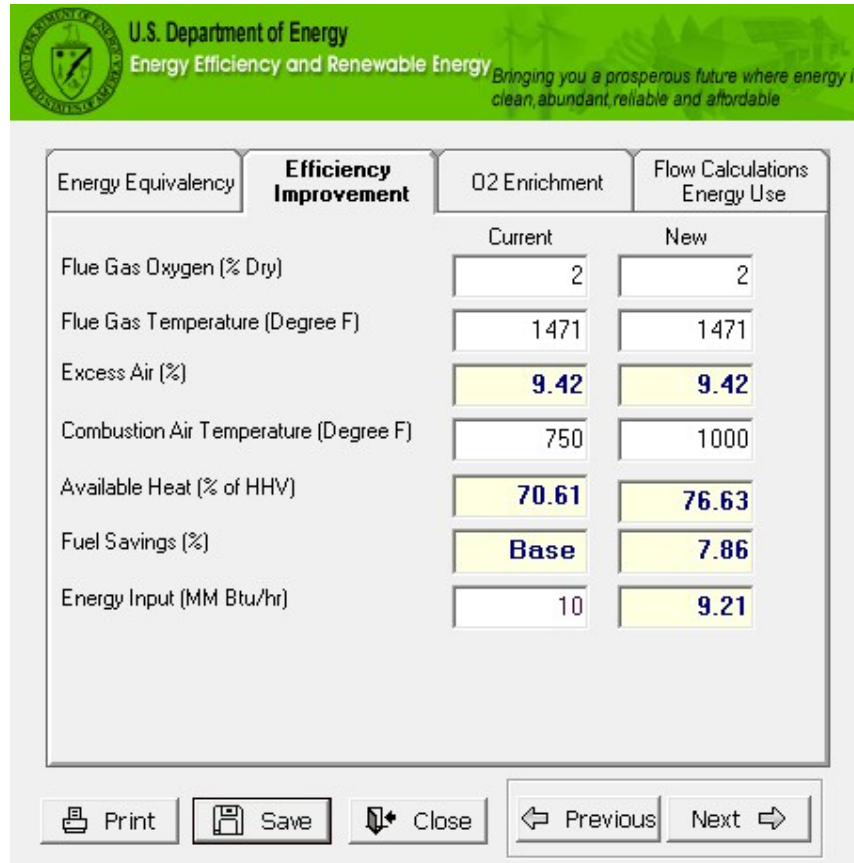 U.S. Department of Energy
Energy Efficiency and Renewable Energy
Bringing you a prosperous future where energy i
clean,abundant,reliable and affordable
Energy Equivalency
Efficiency
Improvement
O2 Enrichment
Flow Calculations
Energy Use
Current New
Flue Gas Oxygen (% Dry) 2 2
Flue Gas Temperature (Degree F) 1471 1471
Excess Air (%) 9.42 9.42
Combustion Air Temperature (Degree F) 750 1000
Available Heat (% of HHV) 70.61 76.63
Fuel Savings (%) Base 7.86
Energy Input (MM Btu/hr) 10 9.21
Print Save Close Previous Next